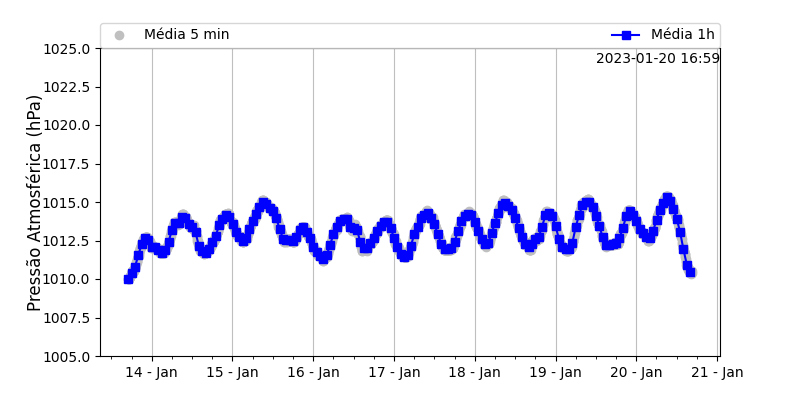 Média 5 min
Média 1h
2023-01-20 16:59
Pressão Atmosférica (hPa)
1025.0
1022.5
1020.0
1017.5
1015.0
1012.5
1010.0
1007.5
1005.0
14 - Jan
15 - Jan
16 - Jan
17 - Jan
18 - Jan
19 - Jan
20 - Jan
21 - Jan